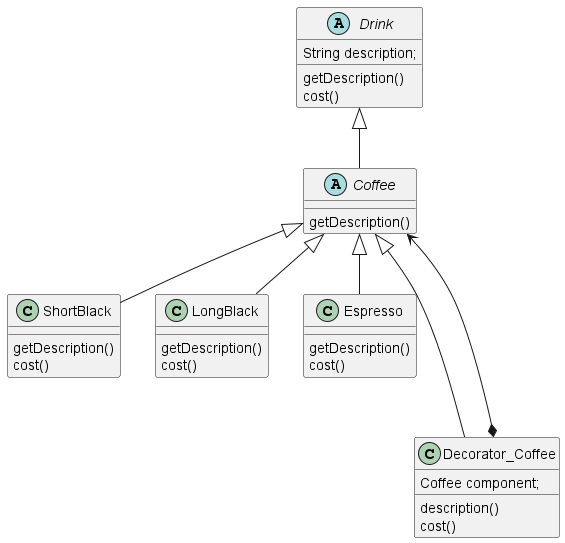 A Drink
String description;
getDescription()
cost()
A Coffee
getDescription()
C ShortBlack
getDescription()
cost()
C LongBlack
getDescription()
cost()
C Espresso
getDescription()
cost()
C Decorator_Coffee
Coffee component;
description()
cost()